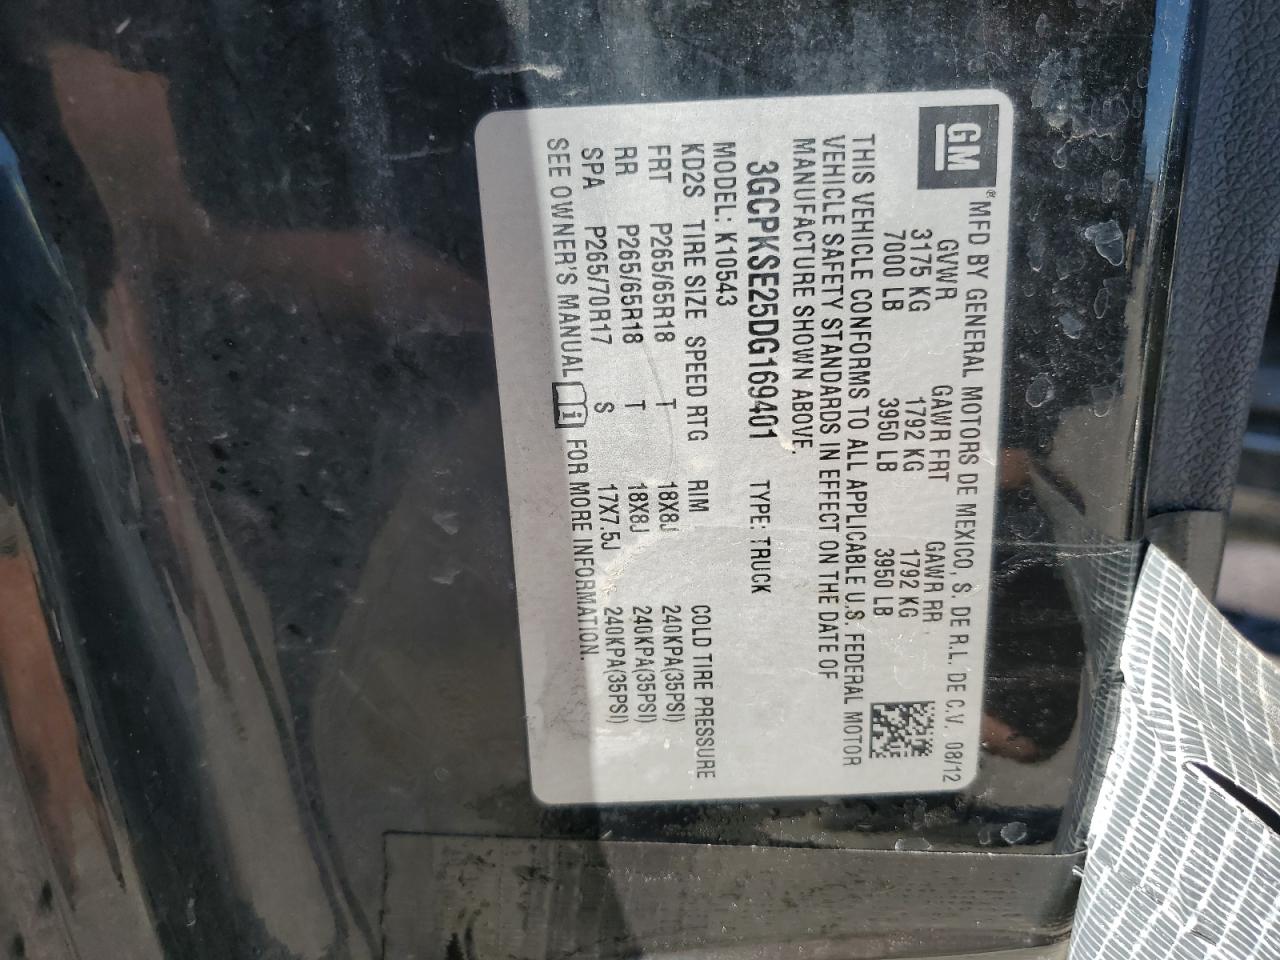 GM
® MFD BY GENERAL MOTORS DE MEXICO, S. DE R.L. DE C.V. 08/12
GVWR GAWR FRT GAWR RR
3175 KG 1792 KG 1792 KG
7000 LB 3950 LB 3950 LB
THIS VEHICLE CONFORMS TO ALL APPLICABLE U.S. FEDERAL MOTOR
VEHICLE SAFETY STANDARDS IN EFFECT ON THE DATE OF
MANUFACTURE SHOWN ABOVE.
3GCPKSE25DG169401 TYPE: TRUCK
MODEL: K10543
KD2S TIRE SIZE SPEED RTG RIM COLD TIRE PRESSURE
FRT P265/65R18 T 18X8J 240KPA(35PSI)
RR P265/65R18 T 18X8J 240KPA(35PSI)
SPA P265/70R17 S 17X7.5J 240KPA(35PSI)
SEE OWNER'S MANUAL i FOR MORE INFORMATION.